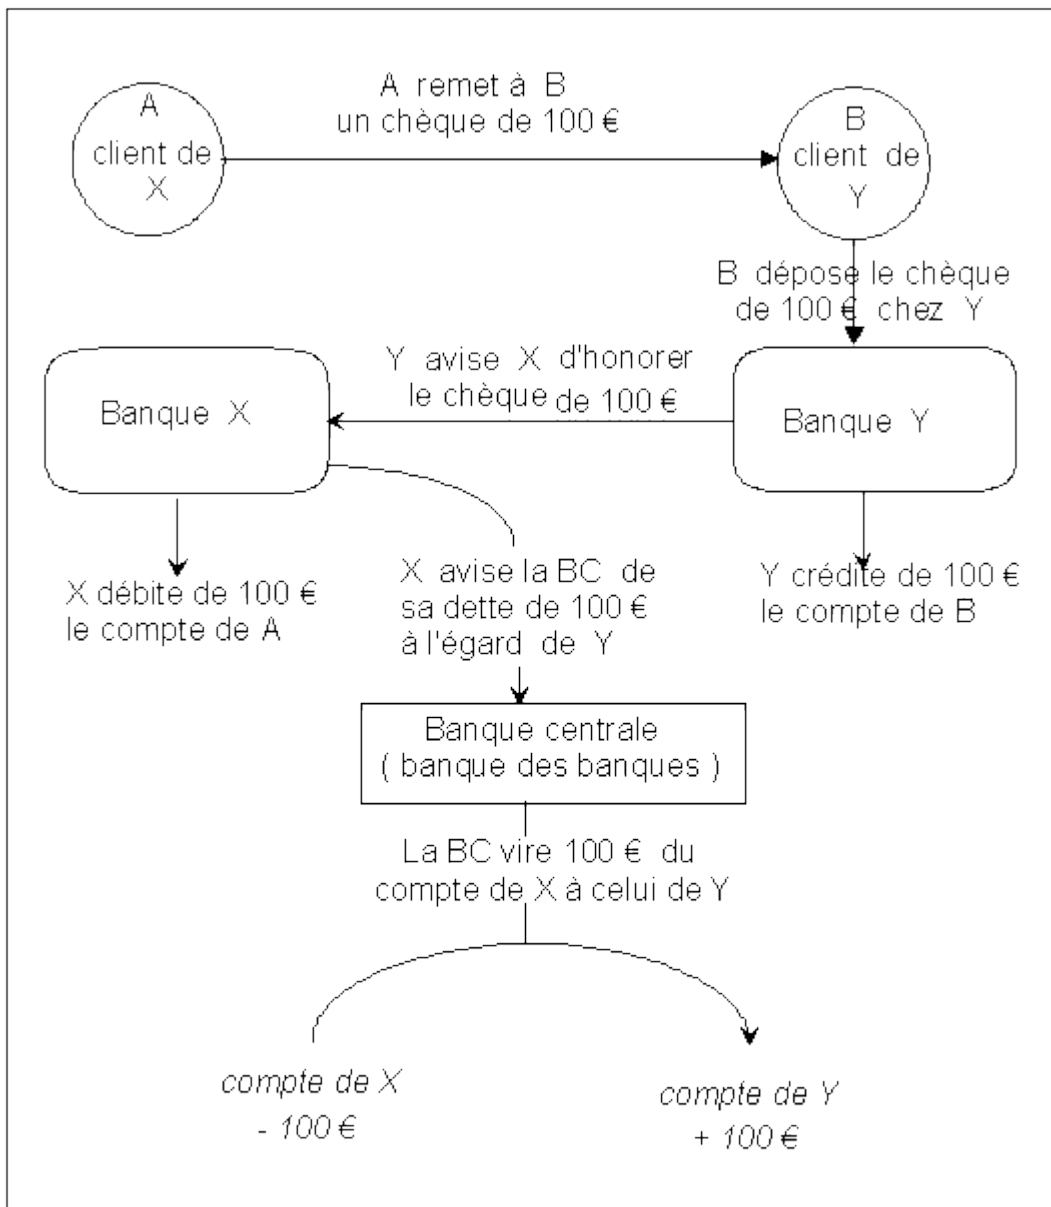 A remet à B
un chèque de 100 €
A
client de
X
B
client de
Y
B dépose le chèque
de 100 € chez Y
Y avise X d'honorer
le chèque de 100 €
Banque X
Banque Y
X débite de 100 €
le compte de A
X avise la BC de
sa dette de 100 €
à l'égard de Y
Y crédite de 100 €
le compte de B
Banque centrale
( banque des banques )
La BC vire 100 € du
compte de X à celui de Y
compte de X
- 100 €
compte de Y
+ 100 €